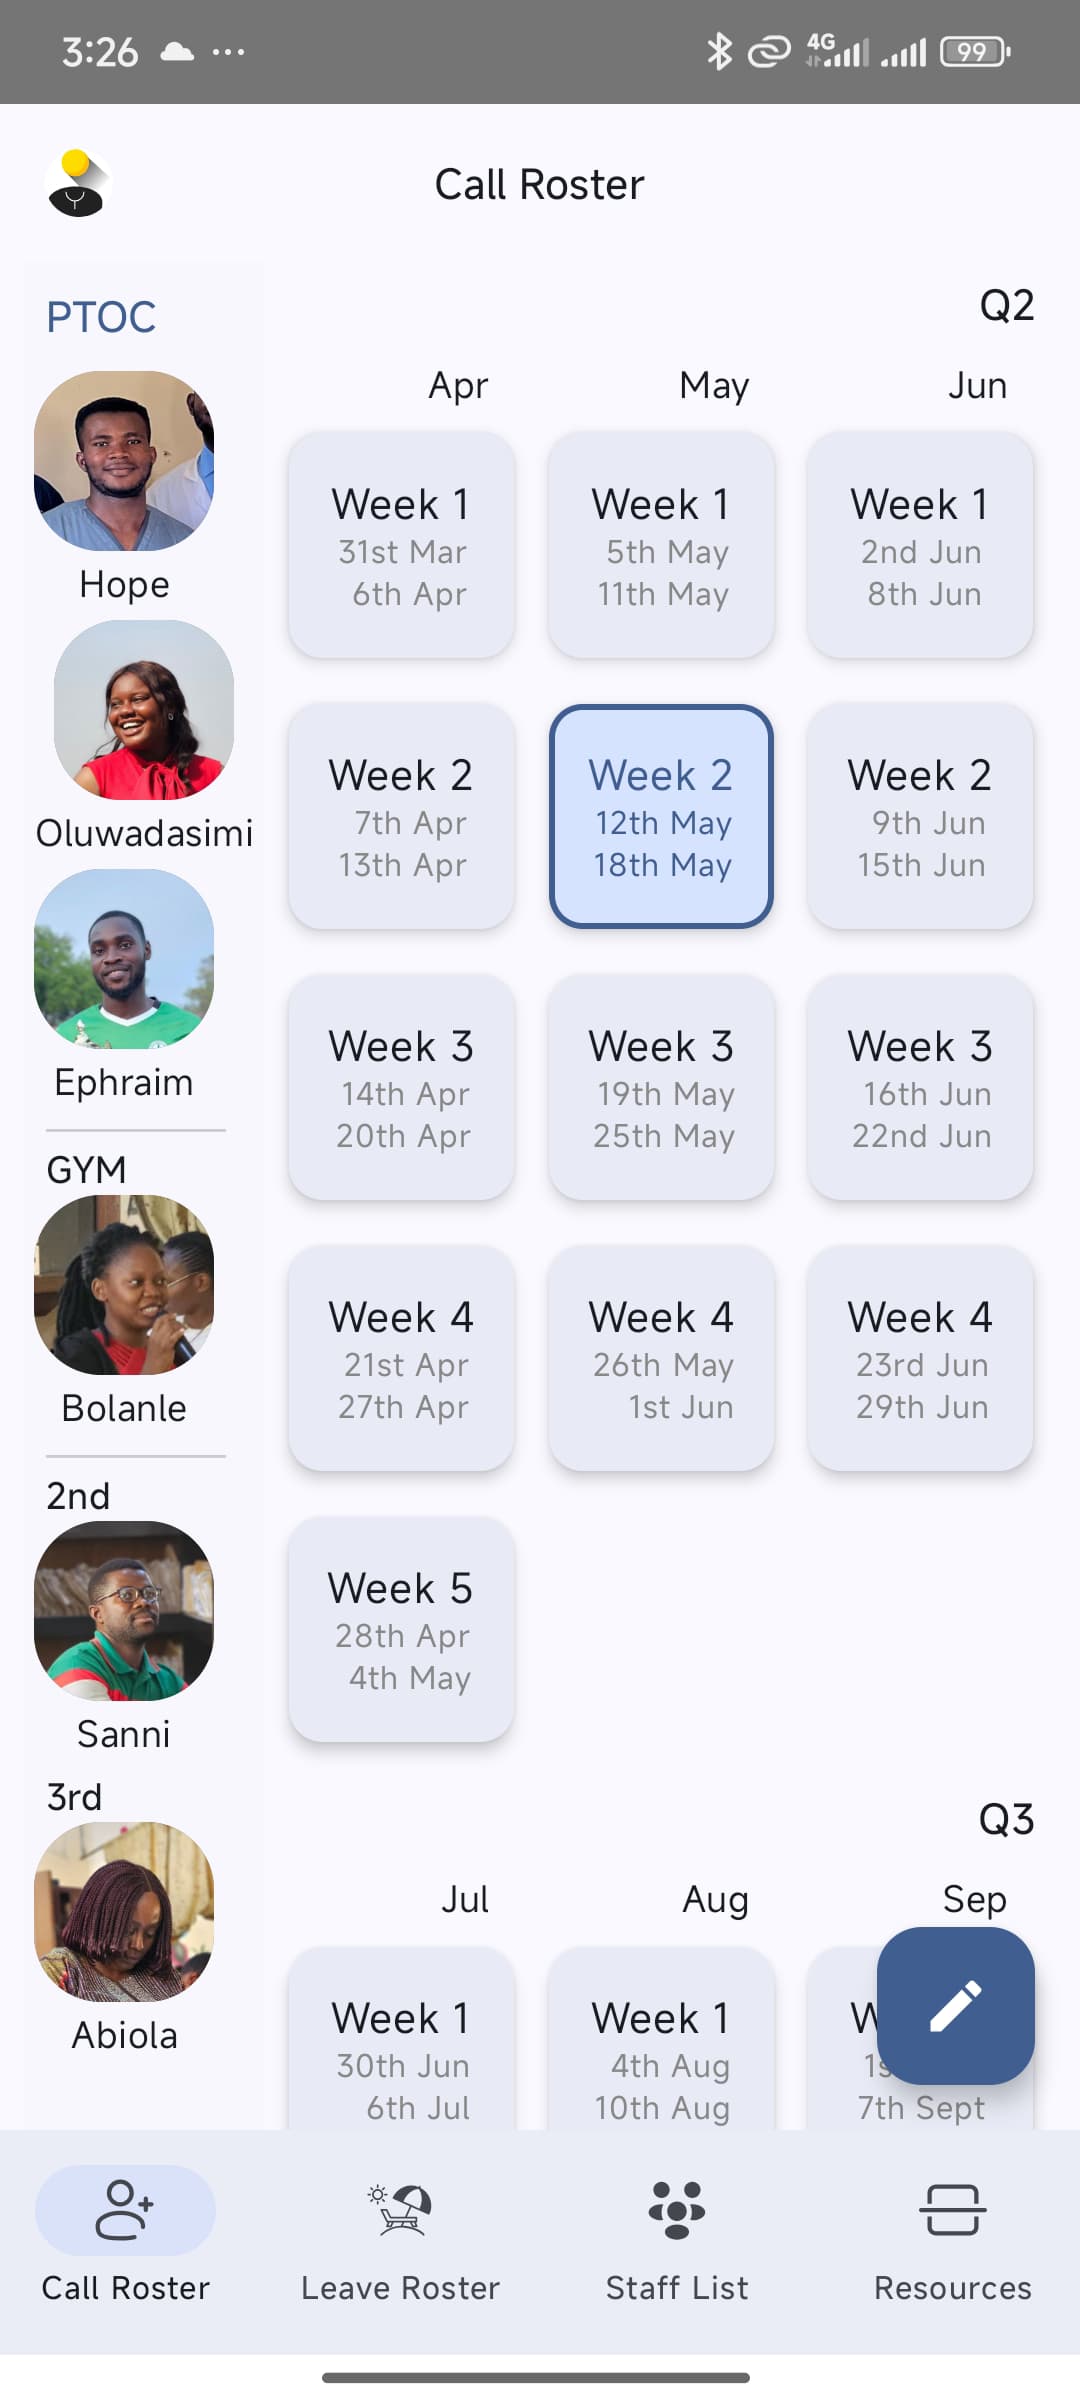 3:26
4G
99
Call Roster
PTOC
Hope
Oluwadasimi
Ephraim
GYM
Bolanle
2nd
Sanni
3rd
Abiola
Q2
Apr May Jun
Week 1
31st Mar
6th Apr
Week 1
5th May
11th May
Week 1
2nd Jun
8th Jun
Week 2
7th Apr
13th Apr
Week 2
12th May
18th May
Week 2
9th Jun
15th Jun
Week 3
14th Apr
20th Apr
Week 3
19th May
25th May
Week 3
16th Jun
22nd Jun
Week 4
21st Apr
27th Apr
Week 4
26th May
1st Jun
Week 4
23rd Jun
29th Jun
Week 5
28th Apr
4th May
Q3
Jul Aug Sep
Week 1
30th Jun
6th Jul
Week 1
4th Aug
10th Aug
7th Sept
Call Roster
Leave Roster
Staff List
Resources